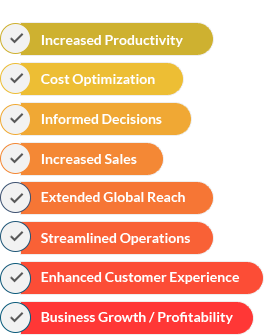 Increased Productivity
Cost Optimization
Informed Decisions
Increased Sales
Extended Global Reach
Streamlined Operations
Enhanced Customer Experience
Business Growth / Profitability